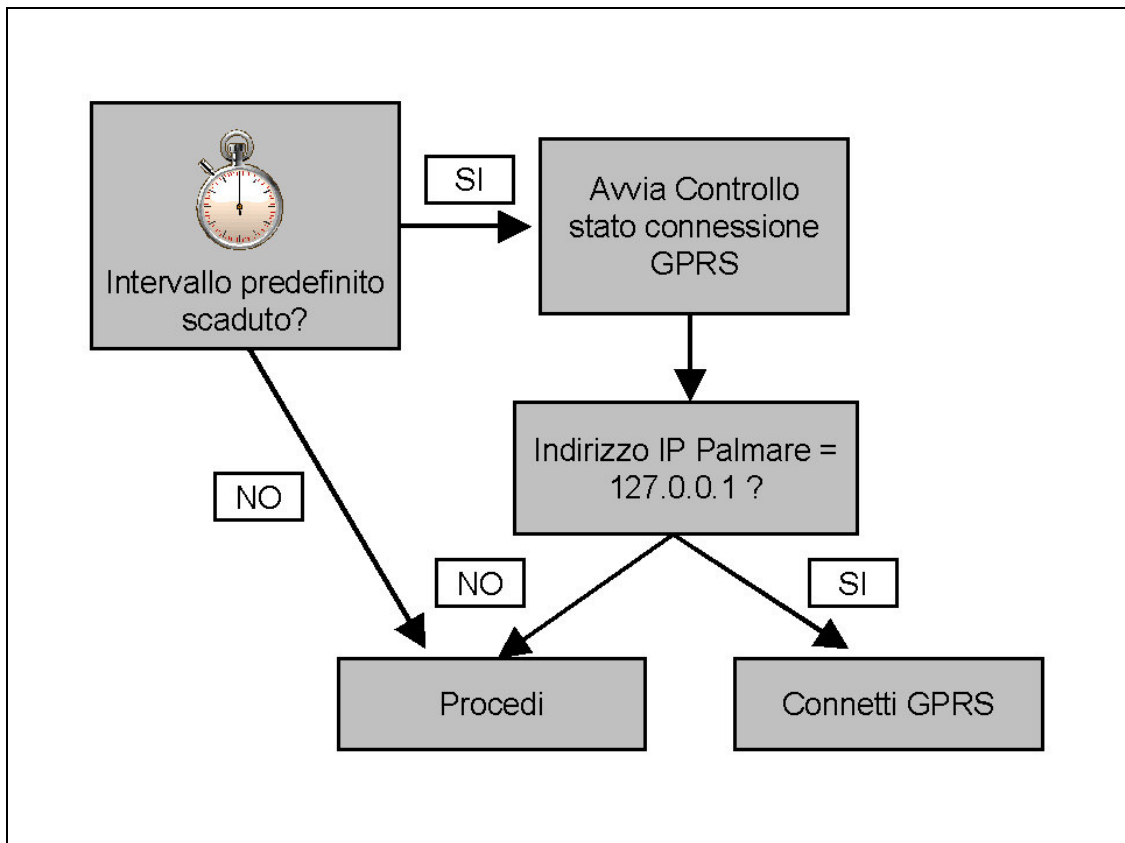 Intervallo predefinito
scaduto?
SI
Avvia Controllo
stato connessione
GPRS
Indirizzo IP Palmare =
127.0.0.1 ?
NO
NO
SI
Procedi
Connetti GPRS